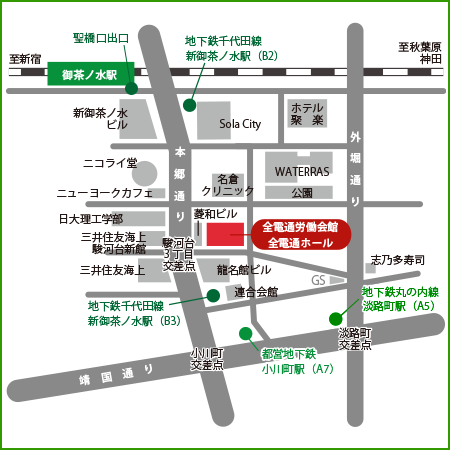 聖橋口出口
地下鉄千代田線
新御茶ノ水駅（B2）
至秋葉原
神田
至新宿
御茶ノ水駅
新御茶ノ水
ビル
Sola City
ホテル
聚楽
外堀通り
本郷通り
ニコライ堂
名倉
クリニック
WATERRAS
公園
ニューヨークカフェ
日大理工学部
菱和ビル
全電通労働会館
全電通ホール
三井住友海上
駿河台新館
駿河台
3丁目
交差点
三井住友海上
龍名館ビル
志乃多寿司
GS
連合会館
地下鉄千代田線
新御茶ノ水駅（B3）
地下鉄丸の内線
淡路町駅（A5）
淡路町
交差点
小川町
交差点
都営地下鉄
小川町駅（A7）
靖国通り